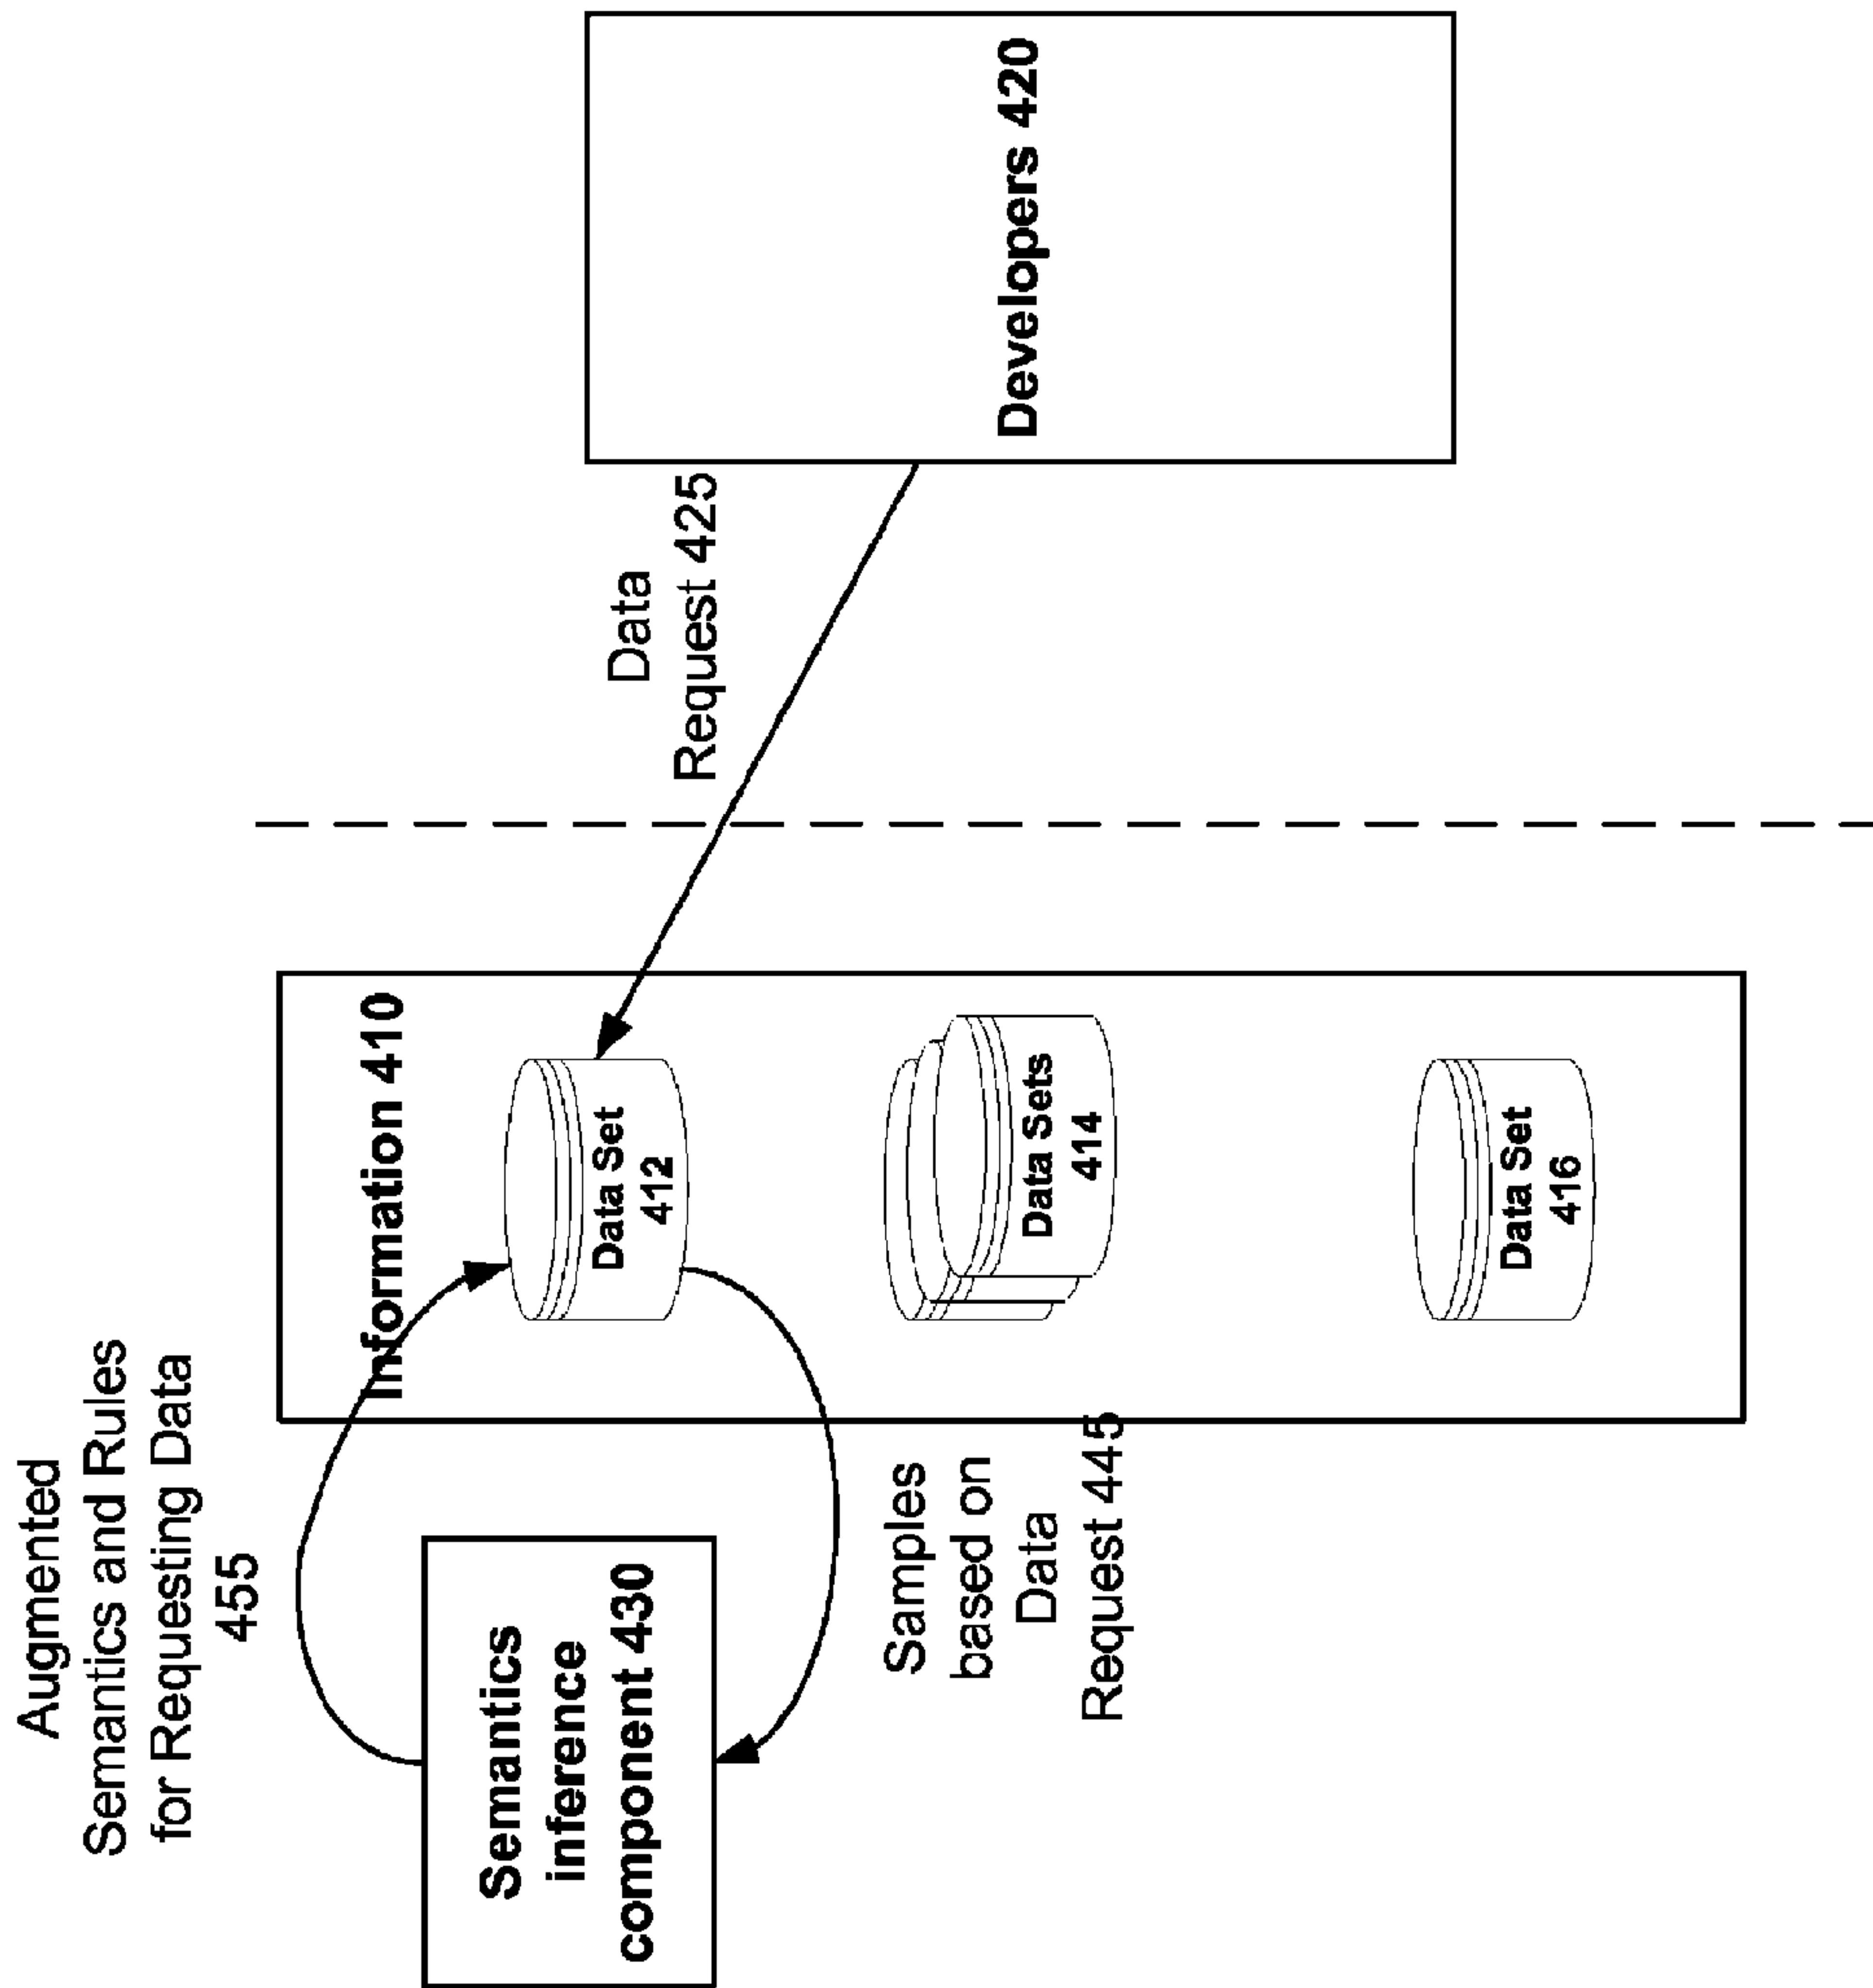 Augmented
Semantics and Rules
for Requesting Data
455
Semantics
inference
component 430
Samples
based on
Data
Request 445
Information 410
Data Set
412
Data Sets
414
Data Set
416
Data
Request 425
Developers 420